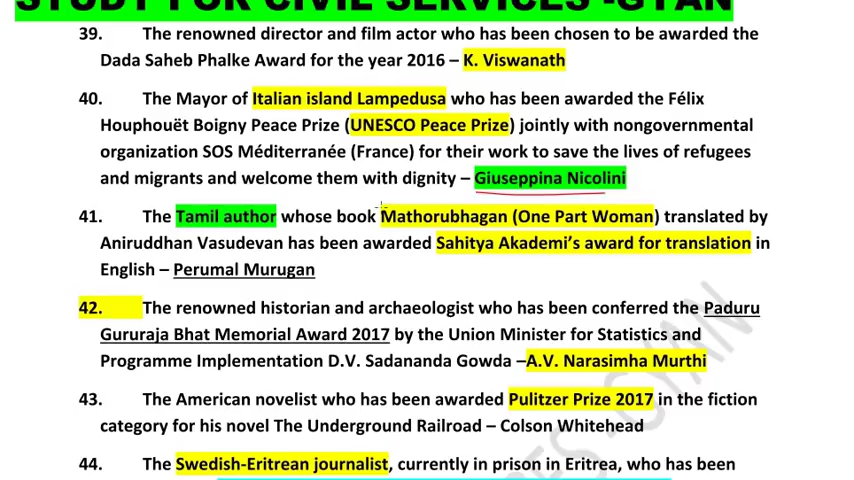 STUDY FOR CIVIL SERVICES -GYAN
39. The renowned director and film actor who has been chosen to be awarded the
Dada Saheb Phalke Award for the year 2016 – K. Viswanath
40. The Mayor of Italian island Lampedusa who has been awarded the Félix
Houphouët Boigny Peace Prize (UNESCO Peace Prize) jointly with nongovernmental
organization SOS Méditerranée (France) for their work to save the lives of refugees
and migrants and welcome them with dignity – Giuseppina Nicolini
41. The Tamil author whose book Mathorubhagan (One Part Woman) translated by
Aniruddhan Vasudevan has been awarded Sahitya Akademi’s award for translation in
English – Perumal Murugan
42. The renowned historian and archaeologist who has been conferred the Paduru
Gururaja Bhat Memorial Award 2017 by the Union Minister for Statistics and
Programme Implementation D.V. Sadananda Gowda –A.V. Narasimha Murthi
43. The American novelist who has been awarded Pulitzer Prize 2017 in the fiction
category for his novel The Underground Railroad – Colson Whitehead
44. The Swedish-Eritrean journalist, currently in prison in Eritrea, who has been